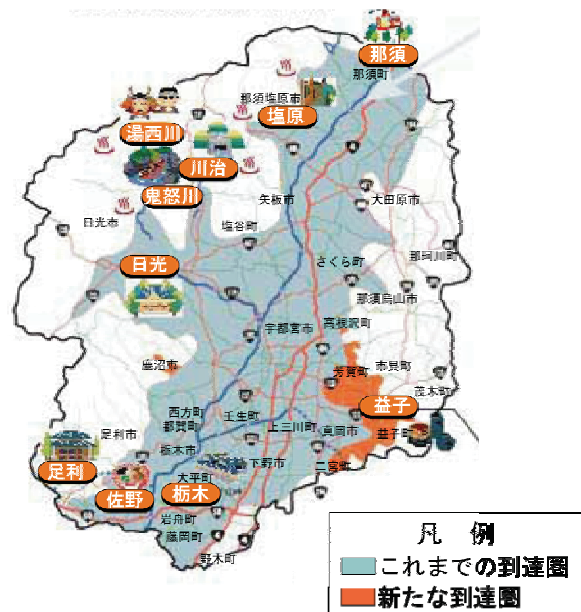 那須
那須町
那須塩原市
塩原
湯西川
川治
鬼怒川
矢板市
大田原市
日光市
塩谷町
日光
さくら町
那珂川町
那須烏山市
宇都宮市
高根沢町
鹿沼市
芳賀町
市貝町
茂木町
西方町
都賀町
壬生町
上三川町
真岡市
益子
益子町
足利市
足利
栃木市
大平町
下野市
二宮町
佐野
栃木
岩舟町
藤岡町
野木町
凡例
これまでの到達圏
新たな到達圏